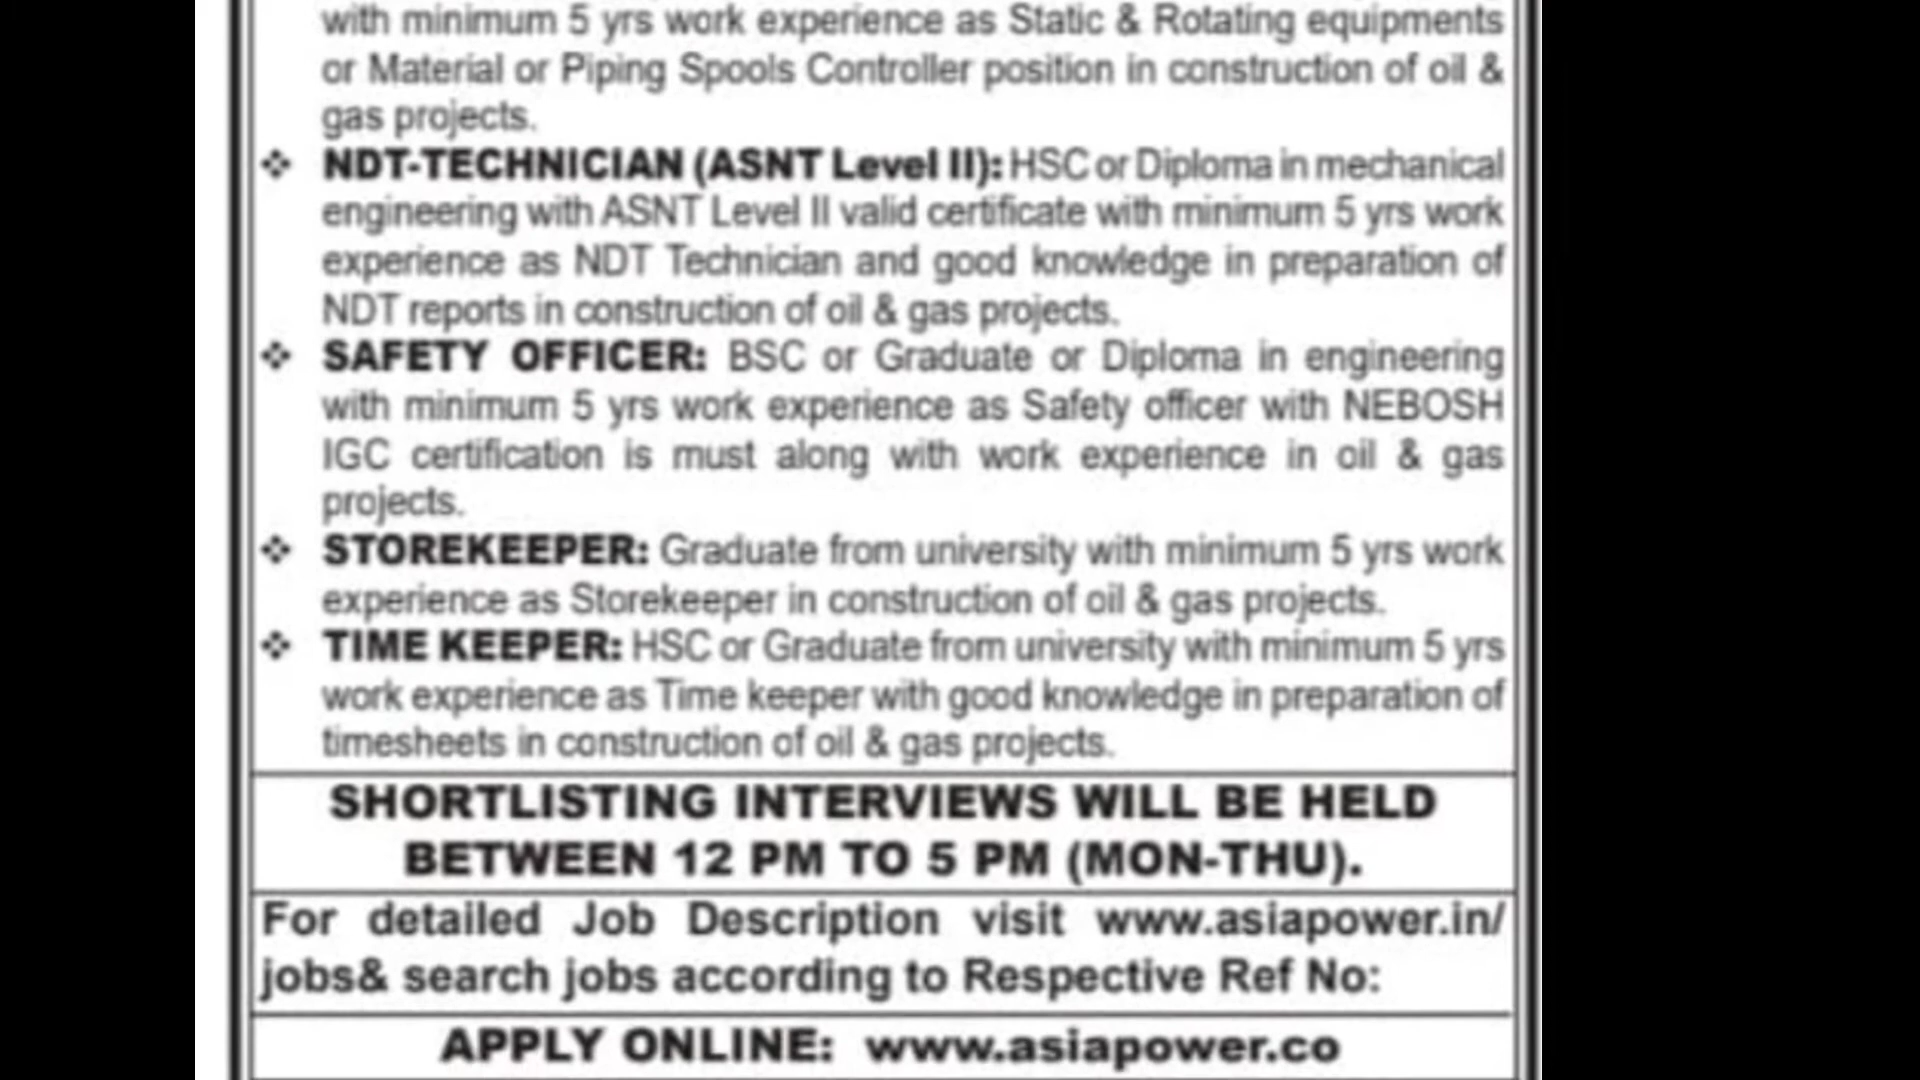 with minimum 5 yrs work experience as Static & Rotating equipments
or Material or Piping Spools Controller position in construction of oil &
gas projects.
❖ NDT-TECHNICIAN (ASNT Level II): HSC or Diploma in mechanical
engineering with ASNT Level II valid certificate with minimum 5 yrs work
experience as NDT Technician and good knowledge in preparation of
NDT reports in construction of oil & gas projects.
❖ SAFETY OFFICER: BSC or Graduate or Diploma in engineering
with minimum 5 yrs work experience as Safety officer with NEBOSH
IGC certification is must along with work experience in oil & gas
projects.
❖ STOREKEEPER: Graduate from university with minimum 5 yrs work
experience as Storekeeper in construction of oil & gas projects.
❖ TIME KEEPER: HSC or Graduate from university with minimum 5 yrs
work experience as Time keeper with good knowledge in preparation of
timesheets in construction of oil & gas projects.
SHORTLISTING INTERVIEWS WILL BE HELD
BETWEEN 12 PM TO 5 PM (MON-THU).
For detailed Job Description visit www.asiapower.in/
jobs& search jobs according to Respective Ref No:
APPLY ONLINE: www.asiapower.co